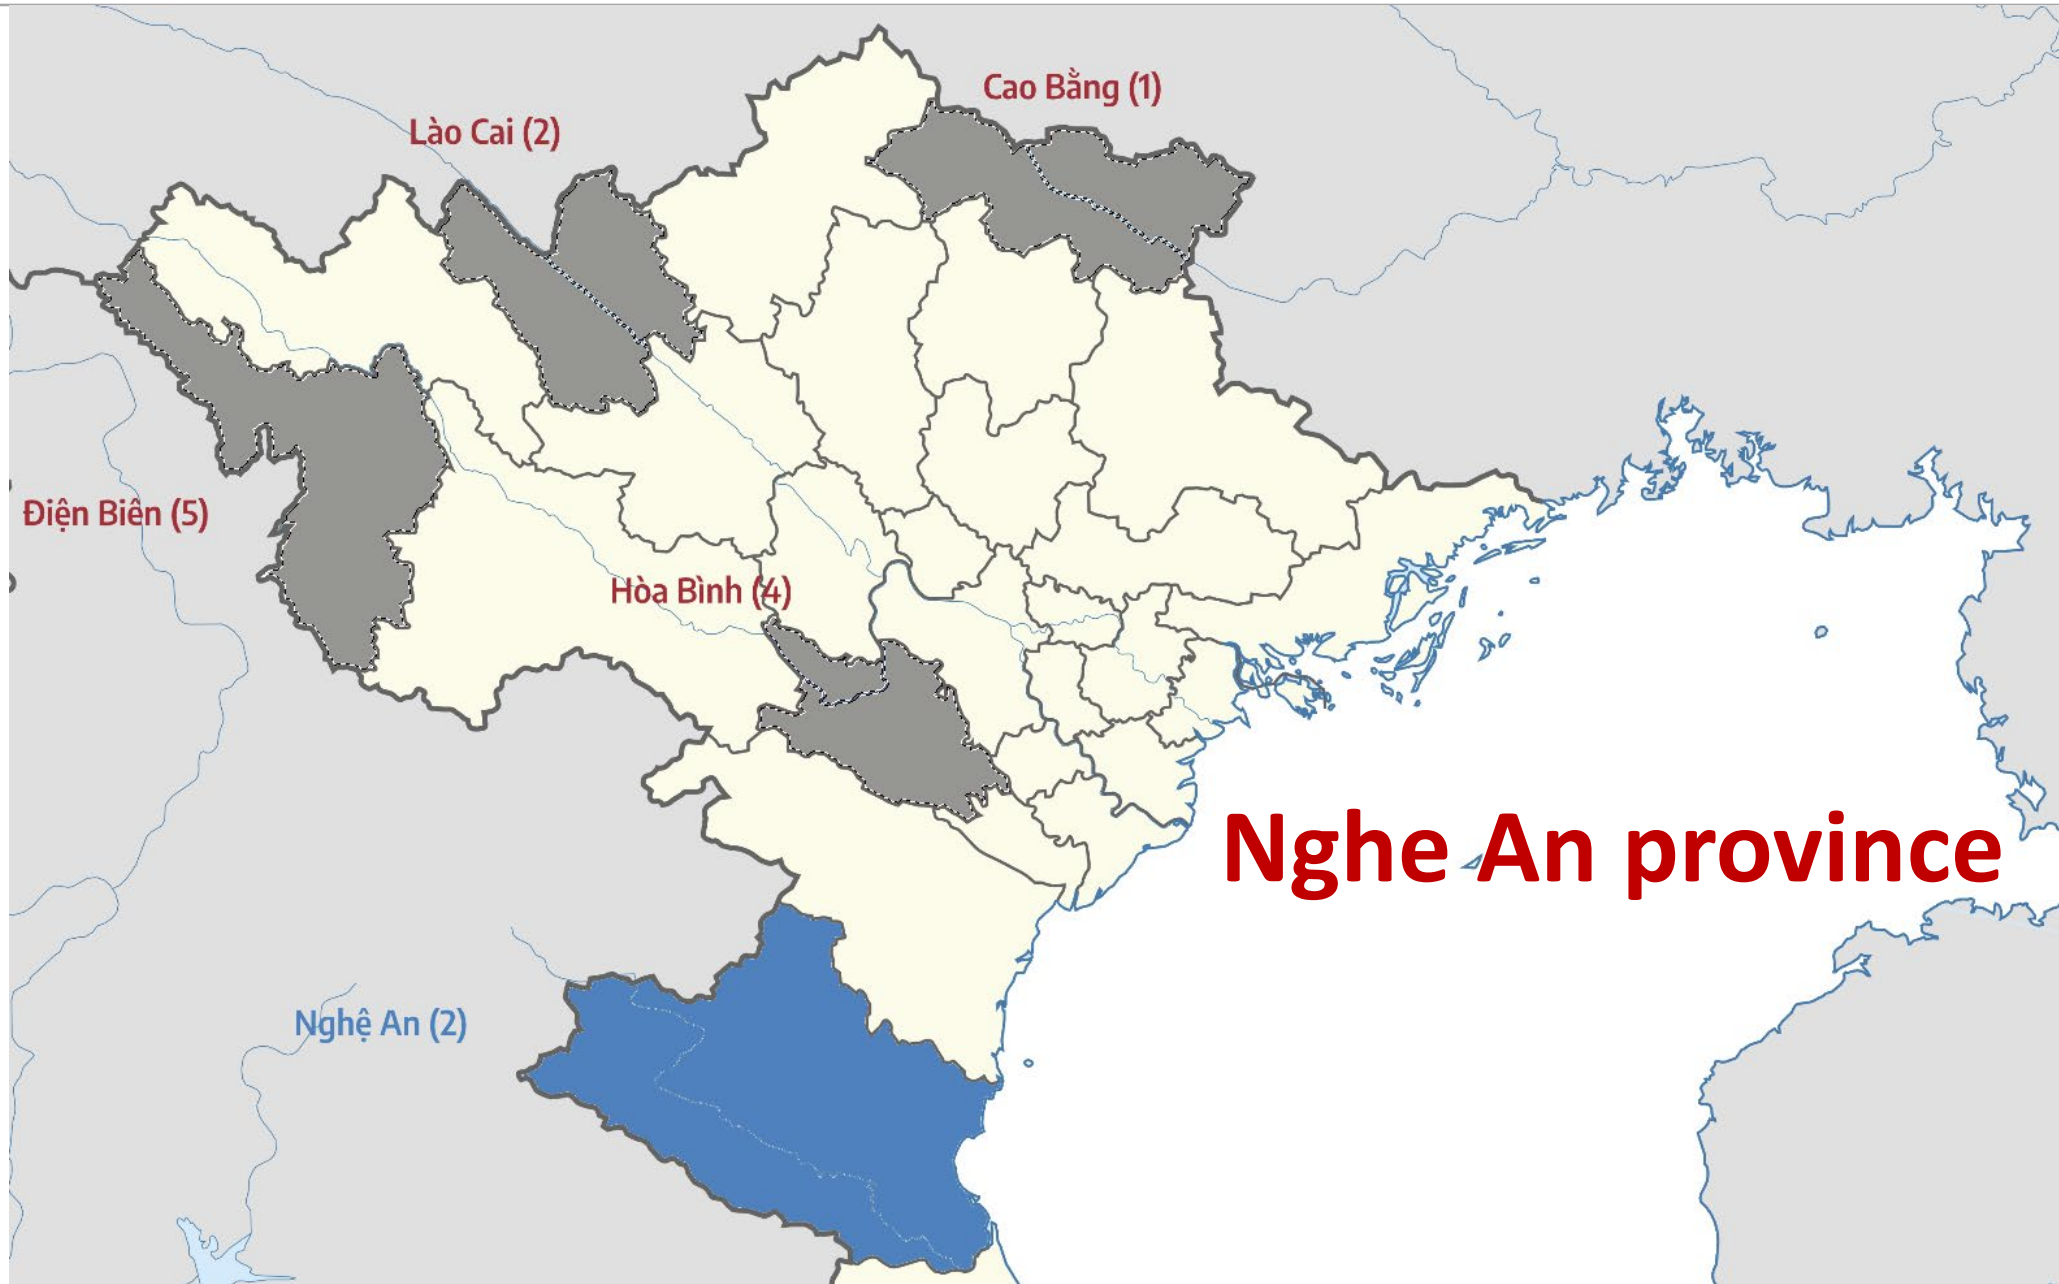 Cao Bằng (1)
Lào Cai (2)
Điện Biên (5)
Hòa Bình (4)
Nghe An province
Nghệ An (2)